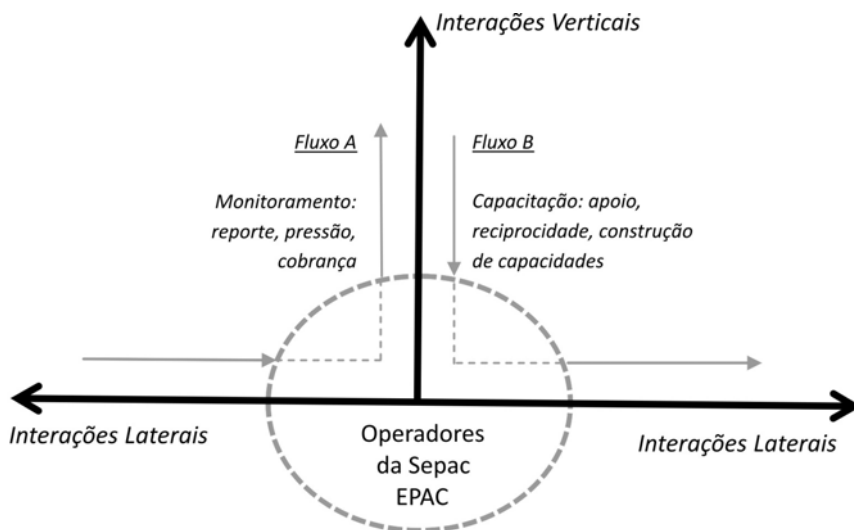 Interações Verticais
Fluxo A
Monitoramento:
reporte, pressão,
cobrança
Fluxo B
Capacitação: apoio,
reciprocidade, construção
de capacidades
Interações Laterais
Operadores
da Sepac
EPAC
Interações Laterais